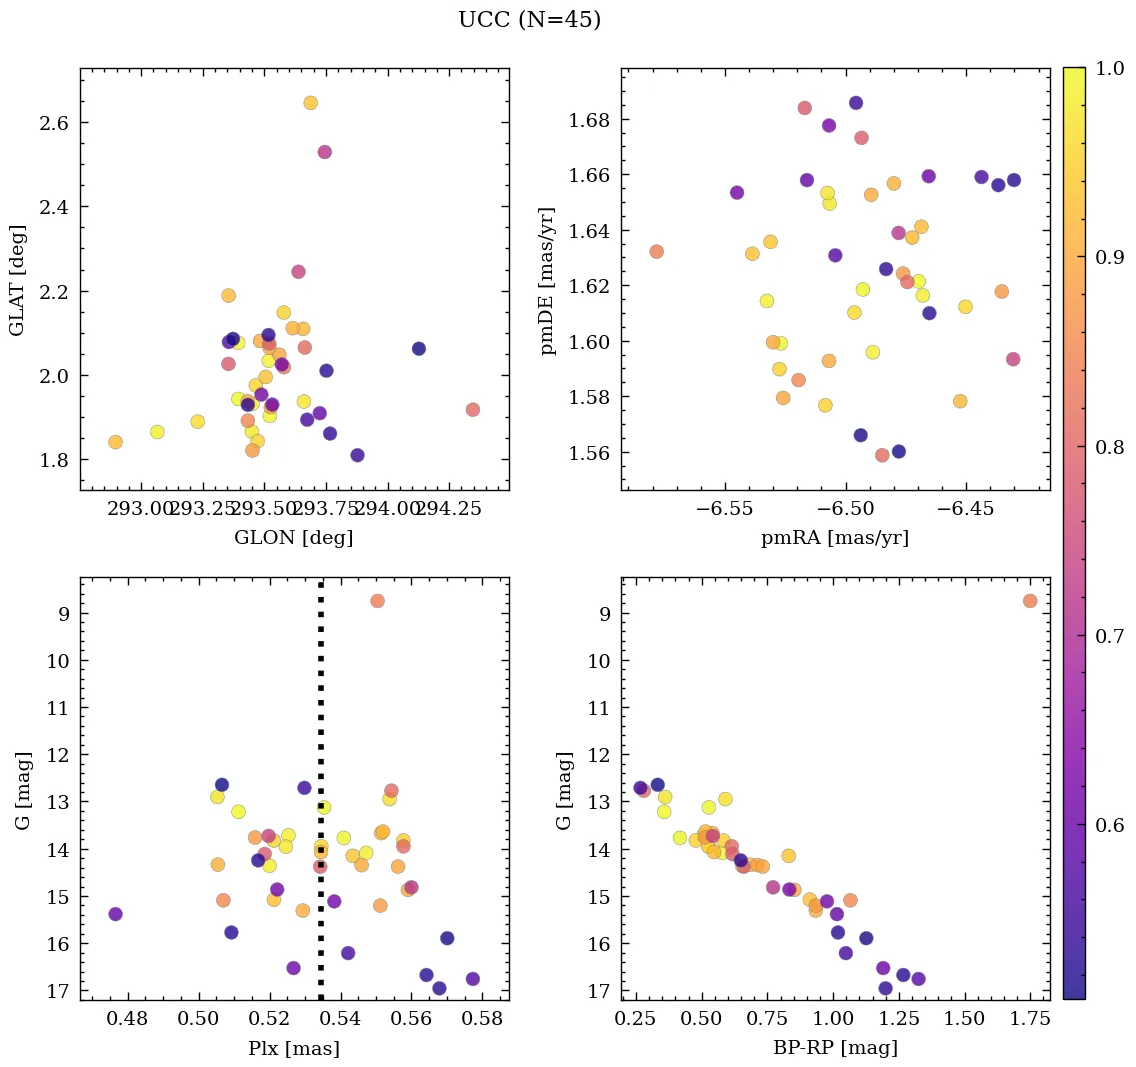 UCC (N=45)
2.6
2.4
2.2
2.0
1.8
GLAT [deg]
293.00 293.25 293.50 293.75 294.00 294.25
GLON [deg]
1.68
1.66
1.64
1.62
1.60
1.58
1.56
pmDE [mas/yr]
−6.55 −6.50 −6.45
pmRA [mas/yr]
9
10
11
12
13
14
15
16
17
G [mag]
0.48 0.50 0.52 0.54 0.56 0.58
Plx [mas]
9
10
11
12
13
14
15
16
17
G [mag]
0.25 0.50 0.75 1.00 1.25 1.50 1.75
BP-RP [mag]
1.0
0.9
0.8
0.7
0.6